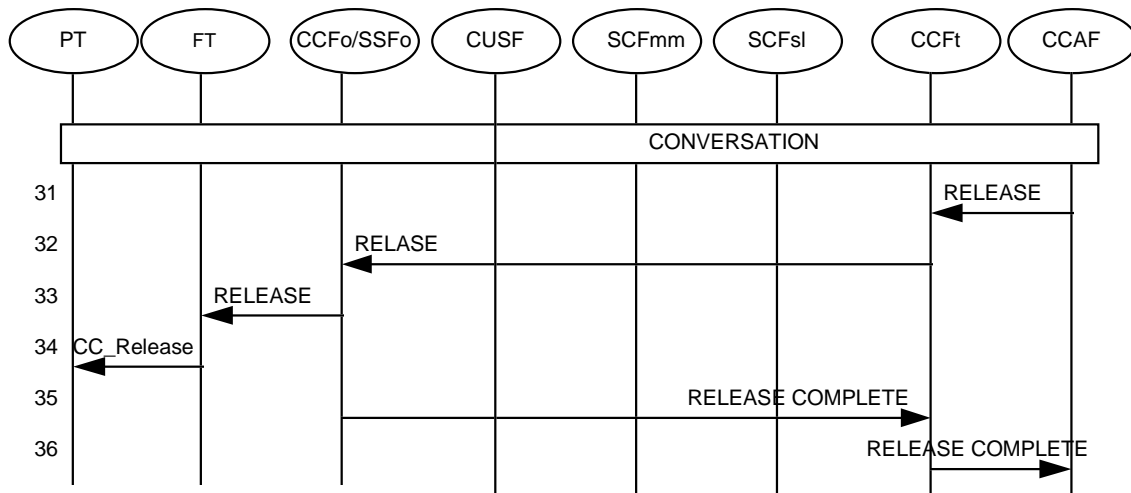 PT FT CCFo/SSFo CUSF SCFmm SCFsl CCFt CCAF
CONVERSATION
31 RELEASE
32 RELASE
33 RELEASE
34 CC_Release
35 RELEASE COMPLETE
36 RELEASE COMPLETE